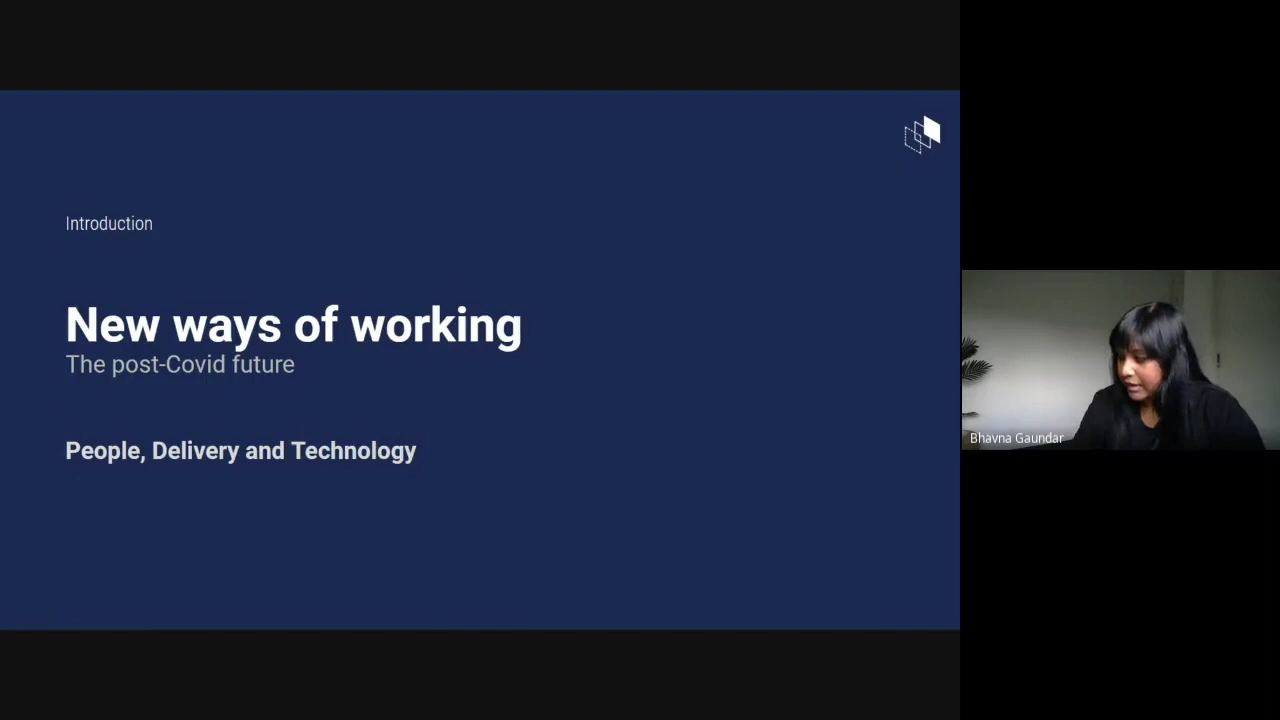 Introduction
New ways of working
The post-Covid future
People, Delivery and Technology
Bhavna Gaundar